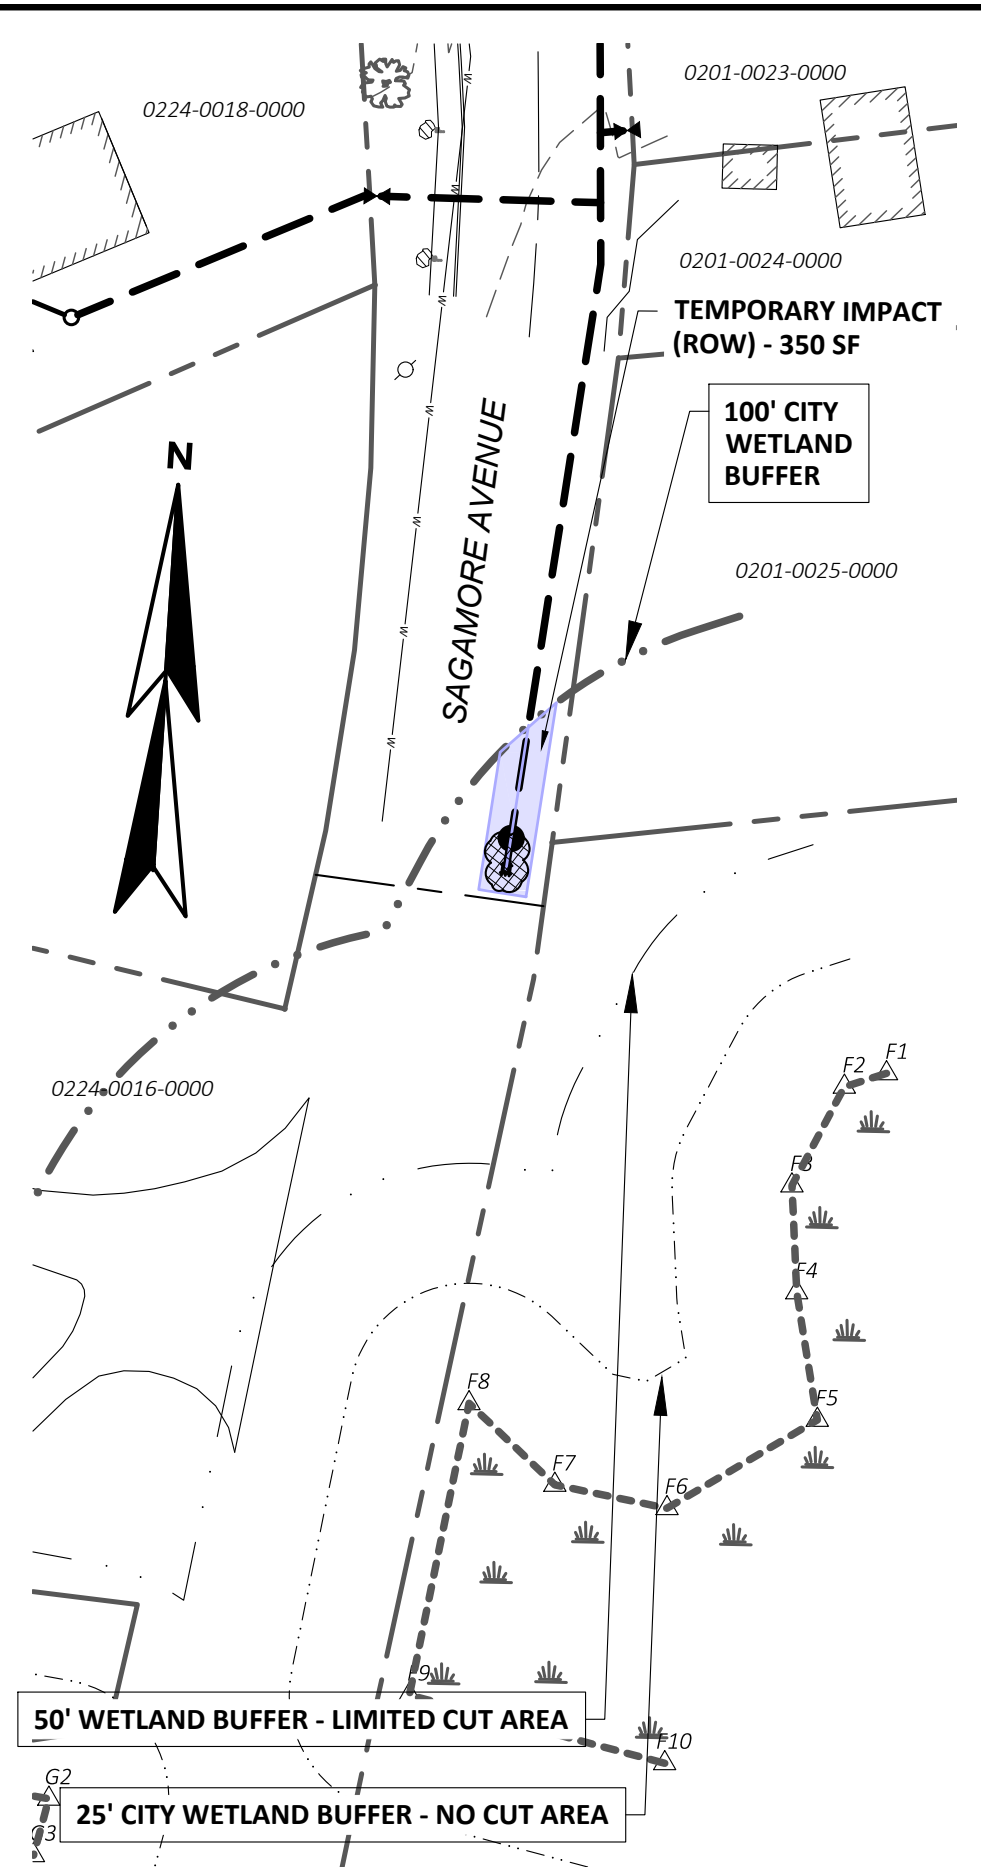 0201-0023-0000
0224-0018-0000
W
W
0201-0024-0000
W
TEMPORARY IMPACT
(ROW) - 350 SF
W
100' CITY
WETLAND
BUFFER
SAGAMORE AVENUE
N
W
0201-0025-0000
W
W
F1
F2
0224-0016-0000
F3
F4
F8
F5
F7
F6
F9
50' WETLAND BUFFER - LIMITED CUT AREA
F10
G2
25' CITY WETLAND BUFFER - NO CUT AREA
G3